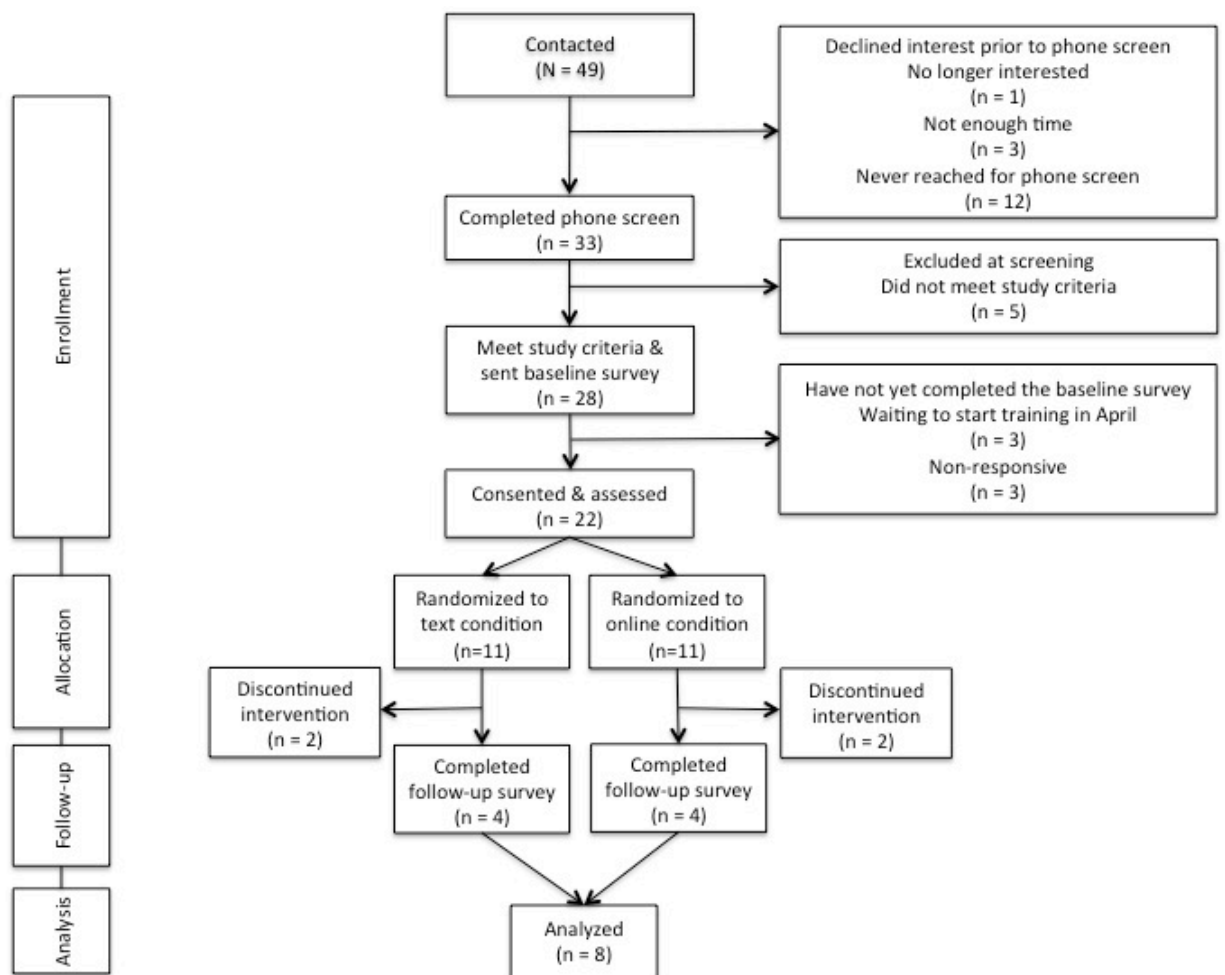 Contacted
(N = 49)
Declined interest prior to phone screen
No longer interested
(n = 1)
Not enough time
(n = 3)
Never reached for phone screen
(n = 12)
Enrollment
Completed phone screen
(n = 33)
Excluded at screening
Did not meet study criteria
(n = 5)
Meet study criteria &
sent baseline survey
(n = 28)
Have not yet completed the baseline survey
Waiting to start training in April
(n = 3)
Non-responsive
(n = 3)
Consented & assessed
(n = 22)
Allocation
Randomized to
text condition
(n=11)
Randomized to
online condition
(n=11)
Discontinued
intervention
(n = 2)
Discontinued
intervention
(n = 2)
Follow-up
Completed
follow-up survey
(n = 4)
Completed
follow-up survey
(n = 4)
Analysis
Analyzed
(n = 8)